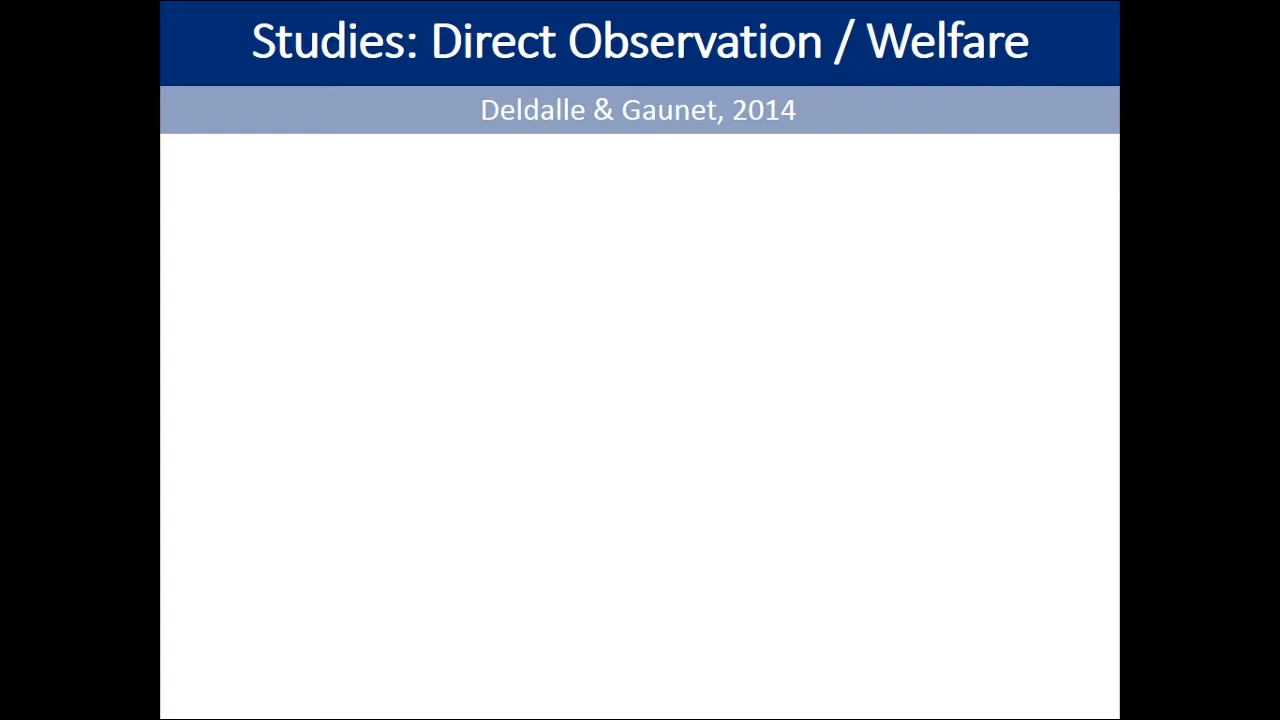 Studies: Direct Observation / Welfare
Deldalle & Gaunet, 2014